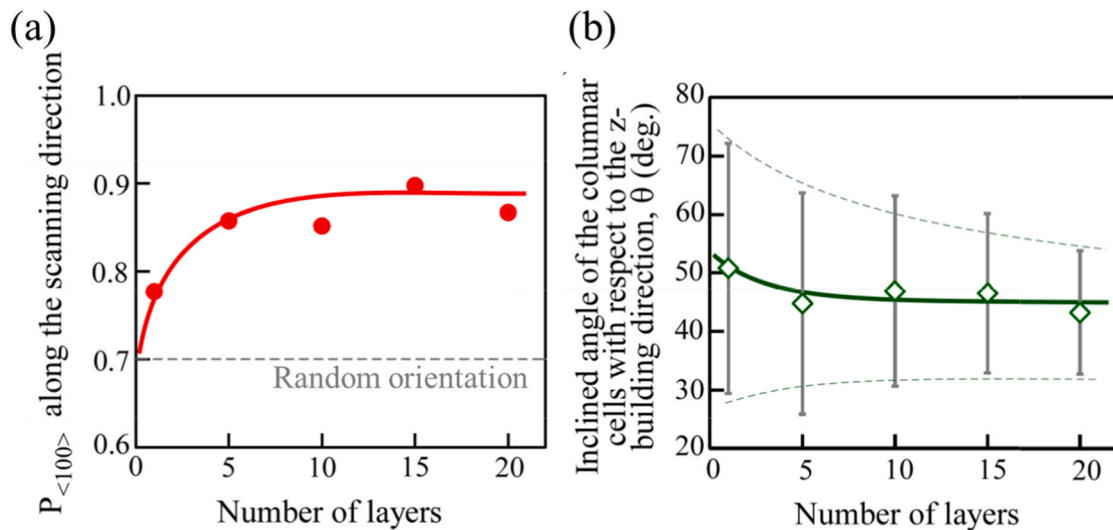 (a)
P<100> along the scanning direction
1.0
0.9
0.8
0.7
0.6
Random orientation
0 5 10 15 20
Number of layers
(b)
Inclined angle of the columnar
cells with respect to the z-
building direction, θ (deg.)
80
70
60
50
40
30
20
0 5 10 15 20
Number of layers